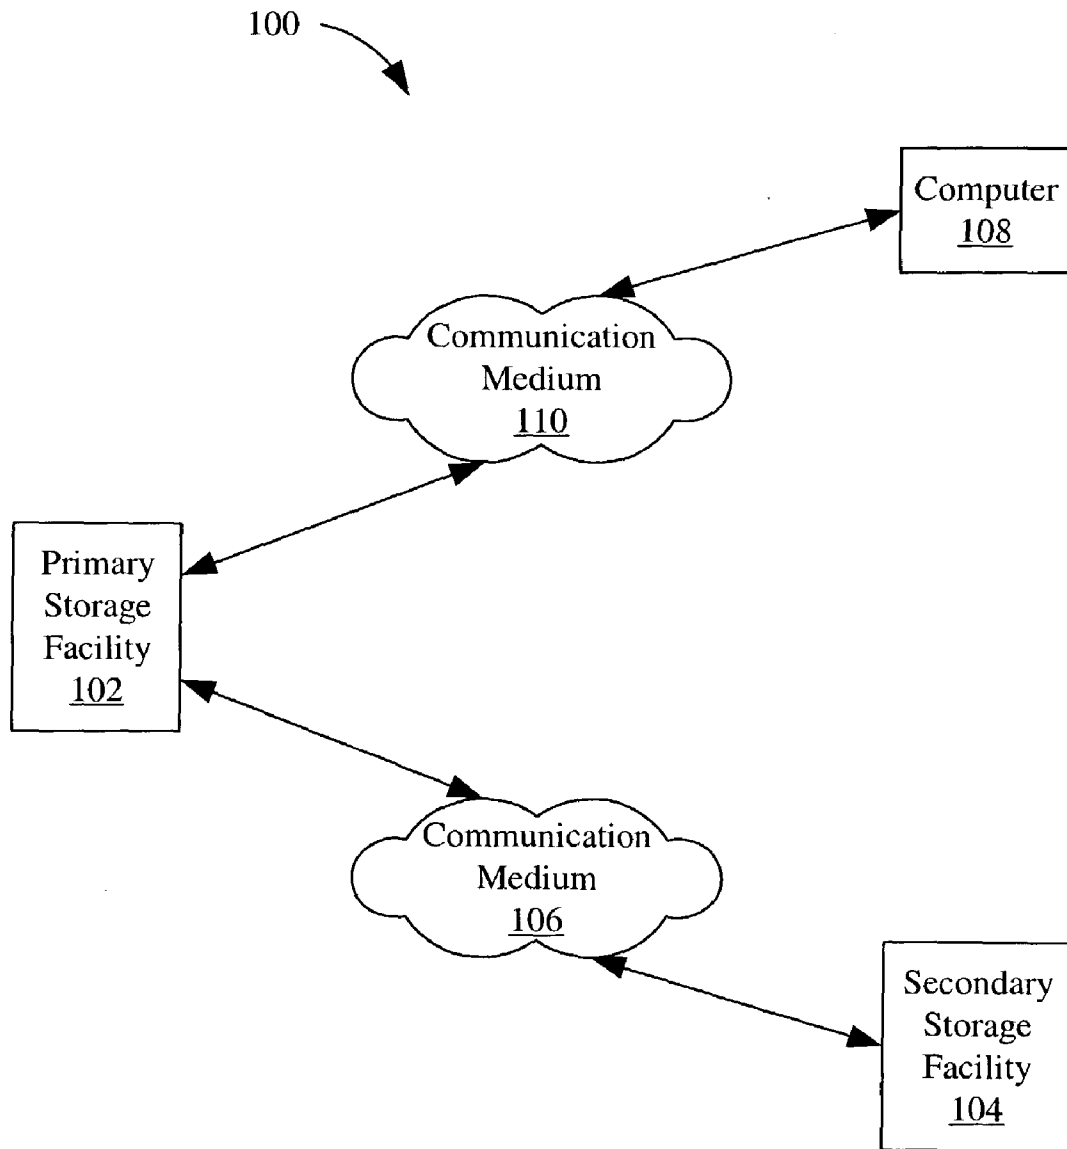 100
Computer
108
Communication
Medium
110
Primary
Storage
Facility
102
Communication
Medium
106
Secondary
Storage
Facility
104